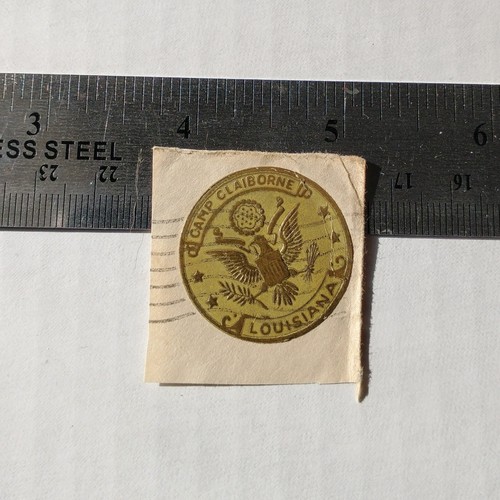 3 4 5 6
ESS STEEL
23 22 17 16
CAMP CLAIBORNE
LOUISIANA